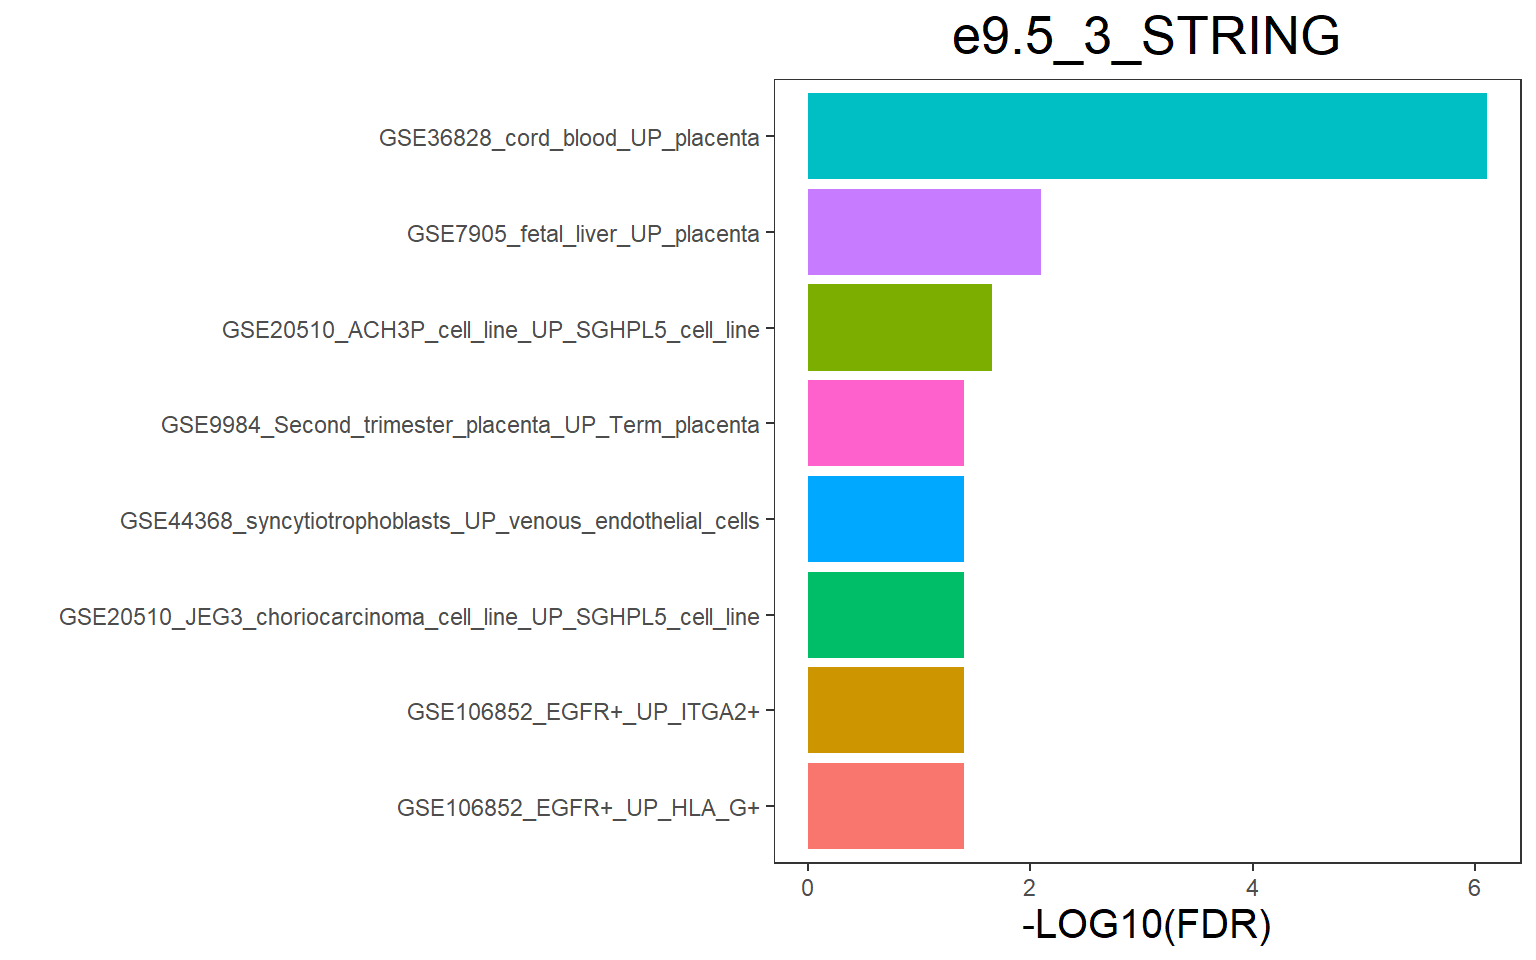 e9.5_3_STRING
GSE36828_cord_blood_UP_placenta
GSE7905_fetal_liver_UP_placenta
GSE20510_ACH3P_cell_line_UP_SGHPL5_cell_line
GSE9984_Second_trimester_placenta_UP_Term_placenta
GSE44368_syncytiotrophoblasts_UP_venous_endothelial_cells
GSE20510_JEG3_choriocarcinoma_cell_line_UP_SGHPL5_cell_line
GSE106852_EGFR+_UP_ITGA2+
GSE106852_EGFR+_UP_HLA_G+
0 2 4 6
-LOG10(FDR)